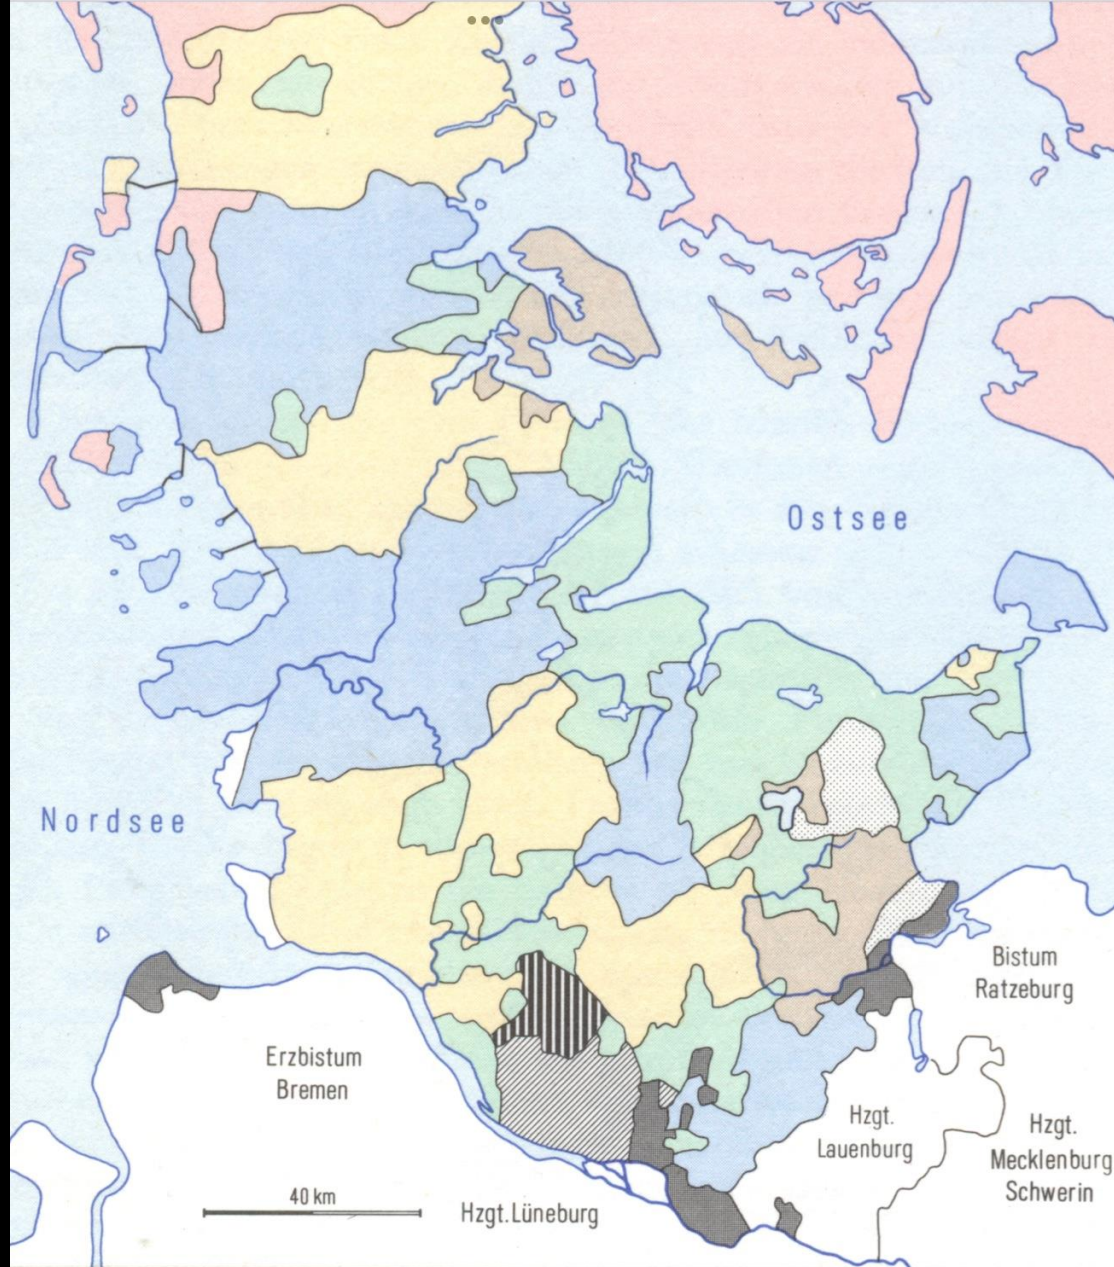 Ostsee
Nordsee
Bistum
Ratzeburg
Erzbistum
Bremen
Hzgt.
Lauenburg
Hzgt.
Mecklenburg
Schwerin
40 km
Hzgt. Lüneburg